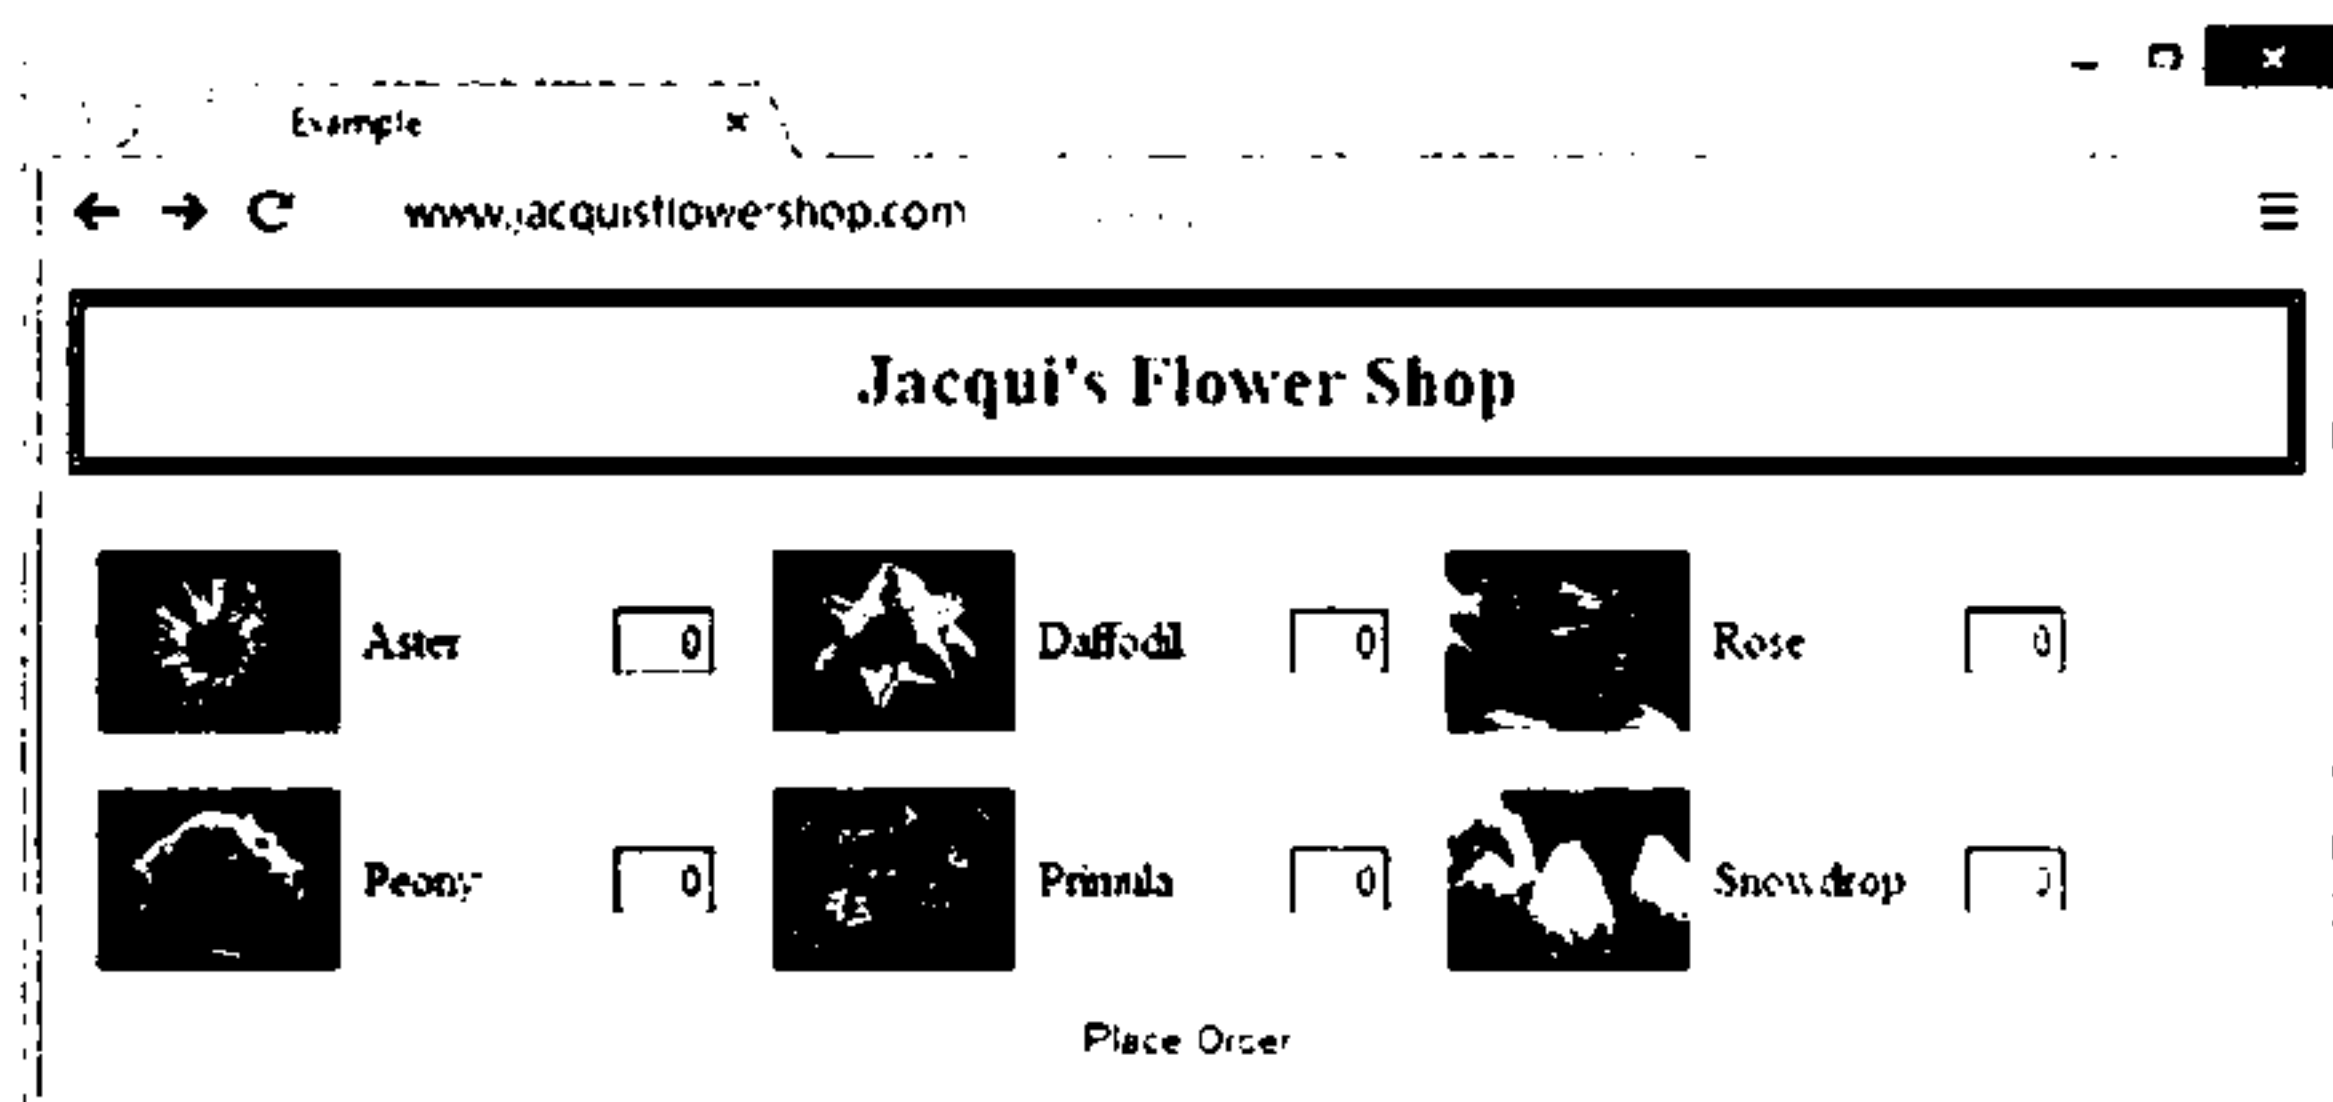 Example
www.jacquisflowershop.com
Jacqui's Flower Shop
Aster 0 Daffodil 0 Rose 0
Peony 0 Primula 0 Snowdrop 0
Place Order